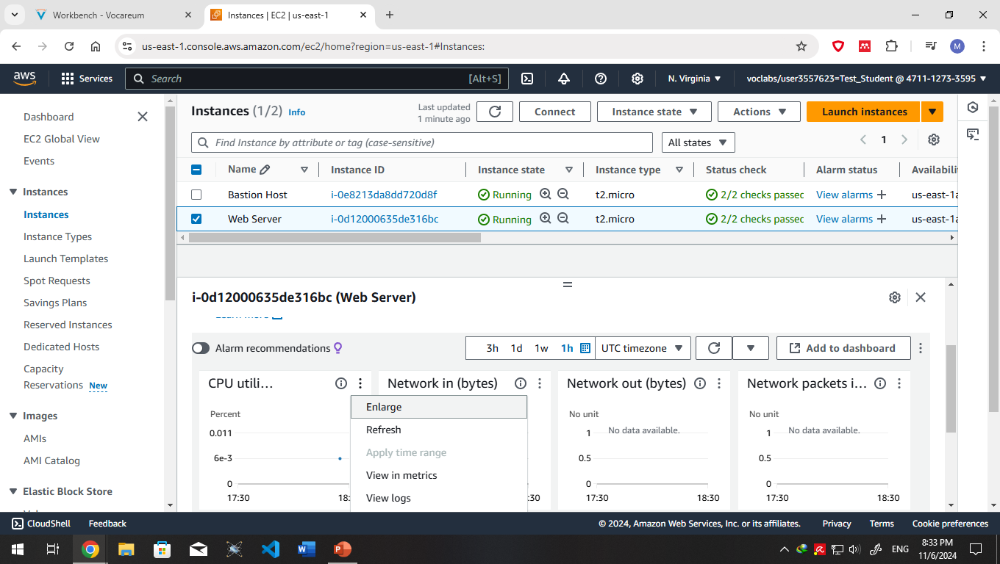 Workbench - Vocareum
Instances | EC2 | us-east-1
us-east-1.console.aws.amazon.com/ec2/home?region=us-east-1#Instances:
M
aws
Services
Search
[Alt+S]
N. Virginia
voclabs/user3557623=Test_Student @ 4711-1273-3595
Dashboard
EC2 Global View
Events
Instances
Instances
Instance Types
Launch Templates
Spot Requests
Savings Plans
Reserved Instances
Dedicated Hosts
Capacity
Reservations New
Images
AMIs
AMI Catalog
Elastic Block Store
Instances (1/2) Info
Last updated
1 minute ago
Connect
Instance state
Actions
Launch instances
Find Instance by attribute or tag (case-sensitive)
All states
1
Name Instance ID Instance state Instance type Status check Alarm status Availabili
Bastion Host i-0e8213da8dd720d8f Running t2.micro 2/2 checks passed View alarms us-east-1a
Web Server i-0d12000635de316bc Running t2.micro 2/2 checks passed View alarms us-east-1a
i-0d12000635de316bc (Web Server)
Learn more
Alarm recommendations
3h 1d 1w 1h UTC timezone
Add to dashboard
CPU utili...
Percent
0.011
6e-3
0
17:30 18:
Network in (bytes)
:30
Enlarge
Refresh
Apply time range
View in metrics
View logs
Network out (bytes)
No unit
1
No data available.
0.5
0
17:30 18:30
Network packets i...
No unit
1
No data available.
0.5
0
17:30 18:30
CloudShell Feedback
© 2024, Amazon Web Services, Inc. or its affiliates. Privacy Terms Cookie preferences
ENG
8:33 PM
11/6/2024